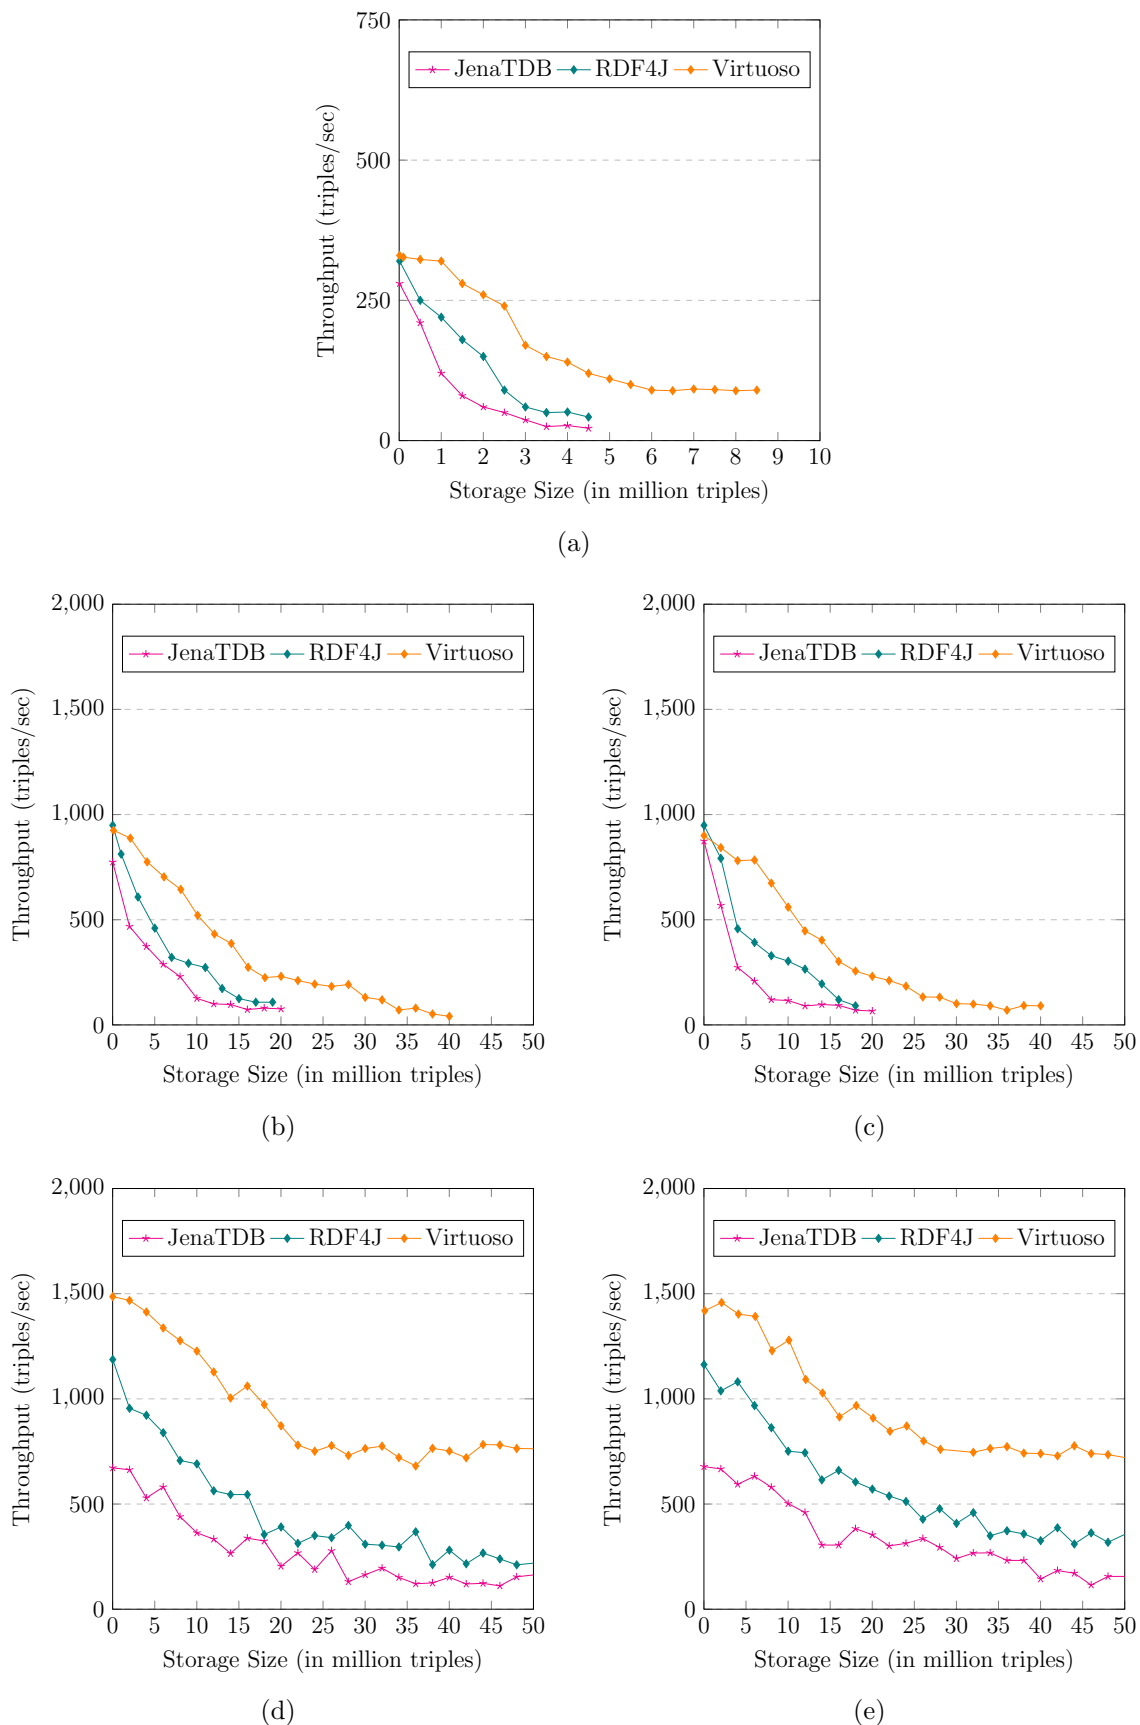 750
500
250
0
Throughput (triples/sec)
JenaTDB RDF4J Virtuoso
0 1 2 3 4 5 6 7 8 9 10
Storage Size (in million triples)
(a)
2,000
1,500
1,000
500
0
Throughput (triples/sec)
JenaTDB RDF4J Virtuoso
0 5 10 15 20 25 30 35 40 45 50
Storage Size (in million triples)
(b)
2,000
1,500
1,000
500
0
Throughput (triples/sec)
JenaTDB RDF4J Virtuoso
0 5 10 15 20 25 30 35 40 45 50
Storage Size (in million triples)
(c)
2,000
1,500
1,000
500
0
Throughput (triples/sec)
JenaTDB RDF4J Virtuoso
0 5 10 15 20 25 30 35 40 45 50
Storage Size (in million triples)
(d)
2,000
1,500
1,000
500
0
Throughput (triples/sec)
JenaTDB RDF4J Virtuoso
0 5 10 15 20 25 30 35 40 45 50
Storage Size (in million triples)
(e)